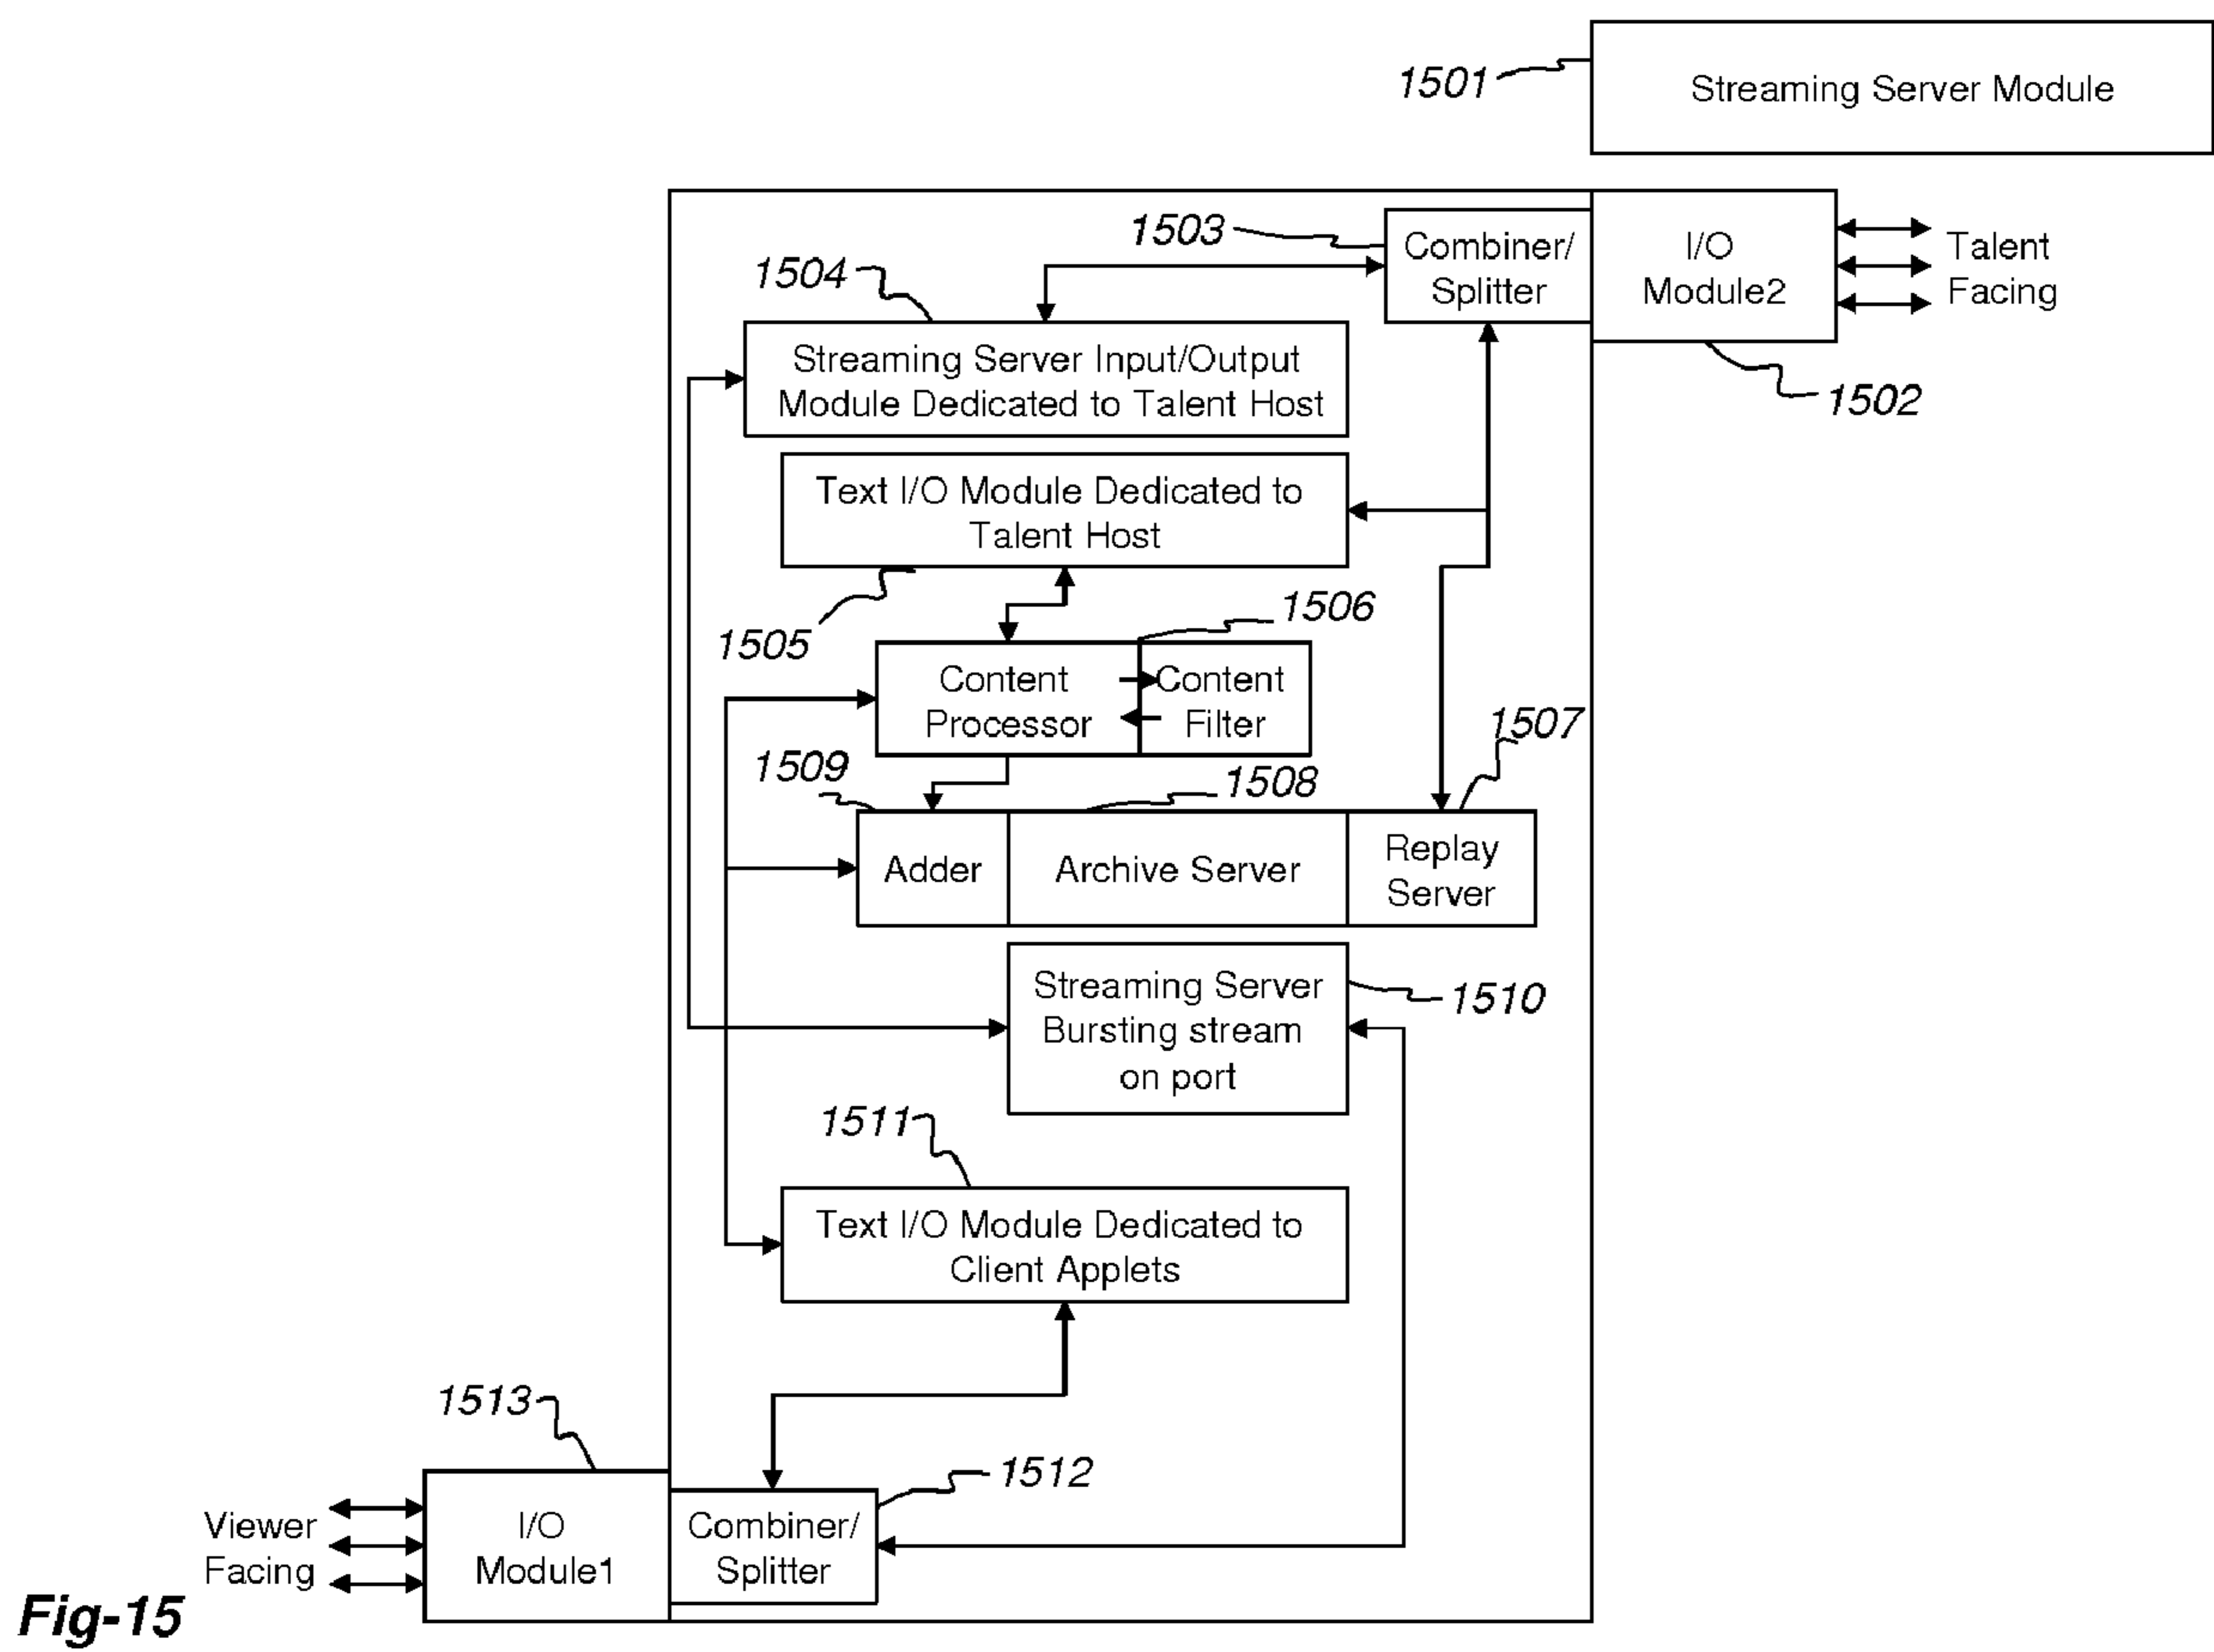 1501
Streaming Server Module
1503
Combiner/
Splitter
I/O
Module2
Talent
Facing
1502
1504
Streaming Server Input/Output
Module Dedicated to Talent Host
Text I/O Module Dedicated to
Talent Host
1505
1506
Content
Processor
Content
Filter
1507
1509
1508
Adder
Archive Server
Replay
Server
Streaming Server
Bursting stream
on port
1510
1511
Text I/O Module Dedicated to
Client Applets
1513
1512
Viewer
Facing
I/O
Module1
Combiner/
Splitter
Fig-15